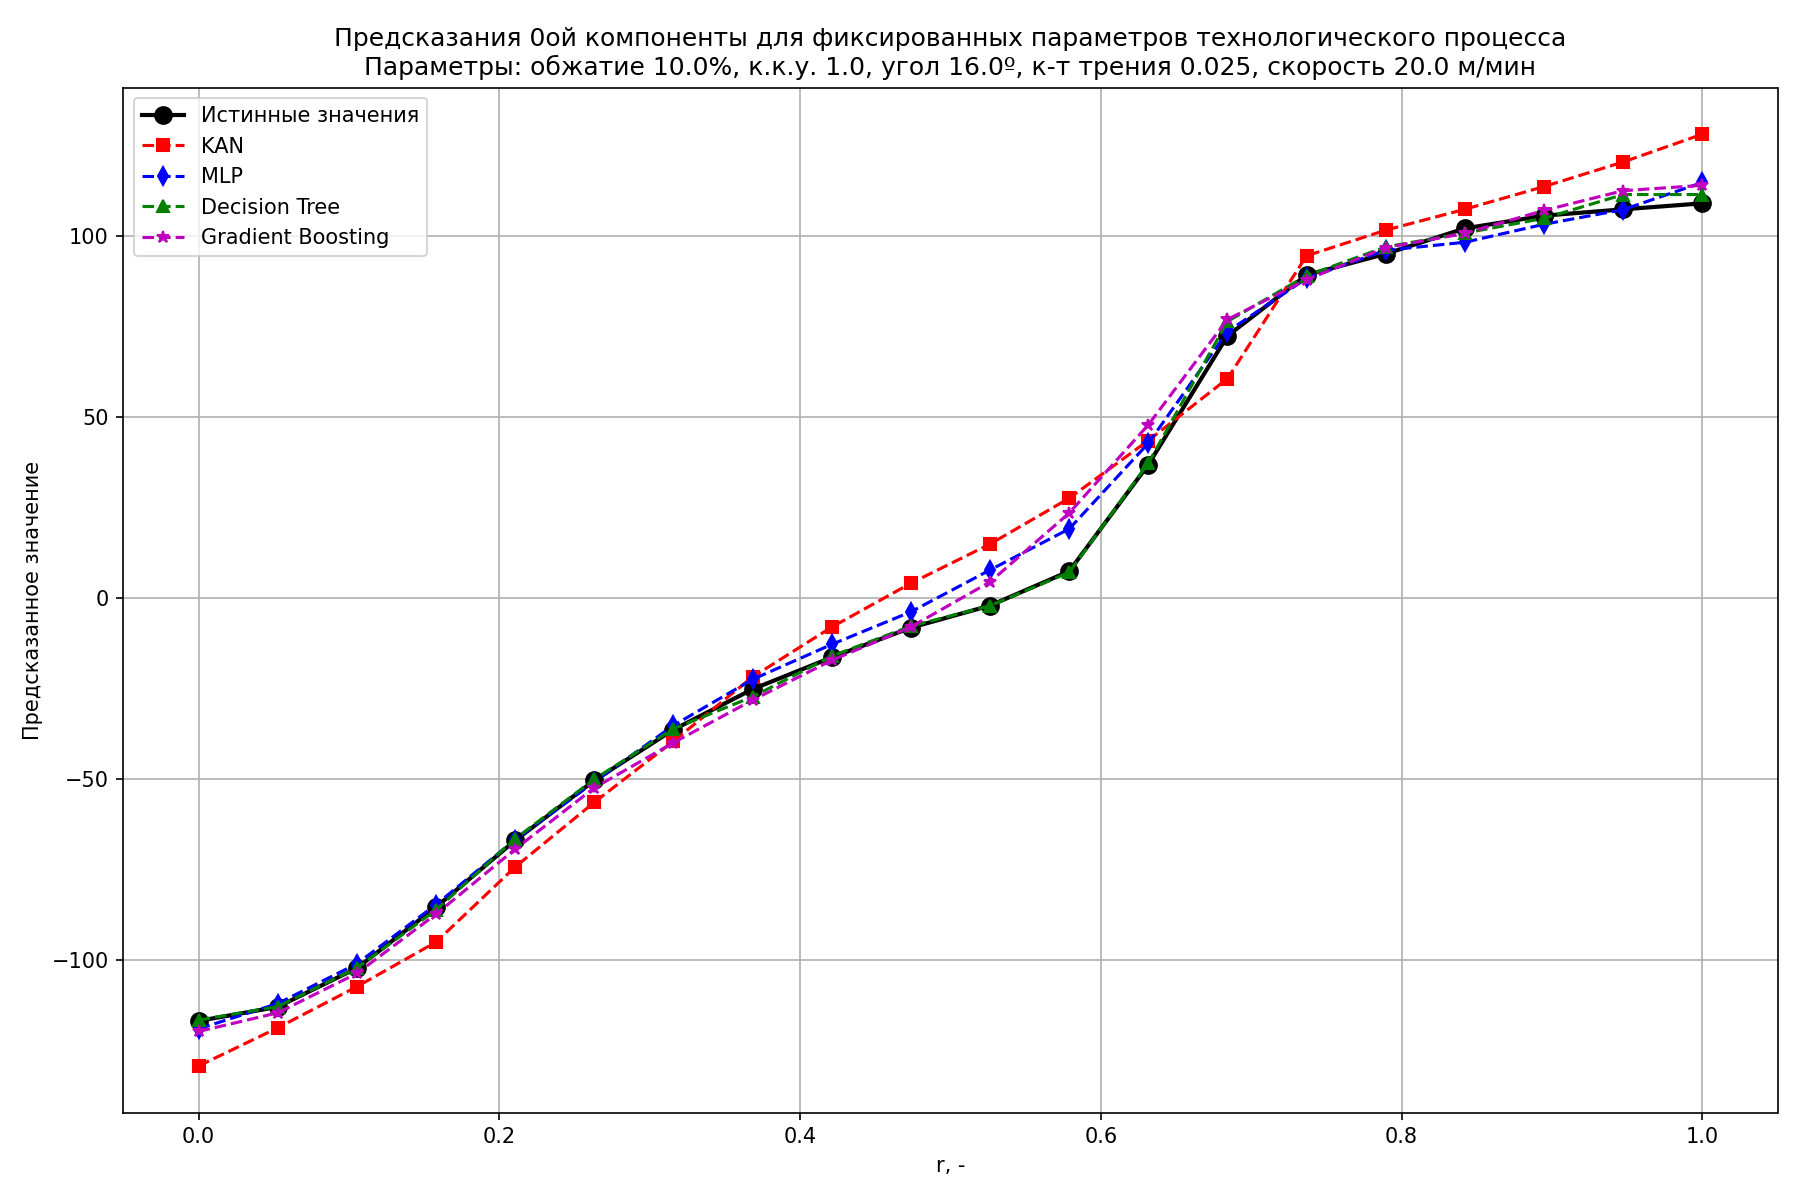 Предсказания 0ой компоненты для фиксированных параметров технологического процесса
Параметры: обжатие 10.0%, к.к.у. 1.0, угол 16.0º, к-т трения 0.025, скорость 20.0 м/мин
Истинные значения
KAN
MLP
Decision Tree
Gradient Boosting
Предсказанное значение
100
50
0
−50
−100
0.0
0.2
0.4
0.6
0.8
1.0
r, -